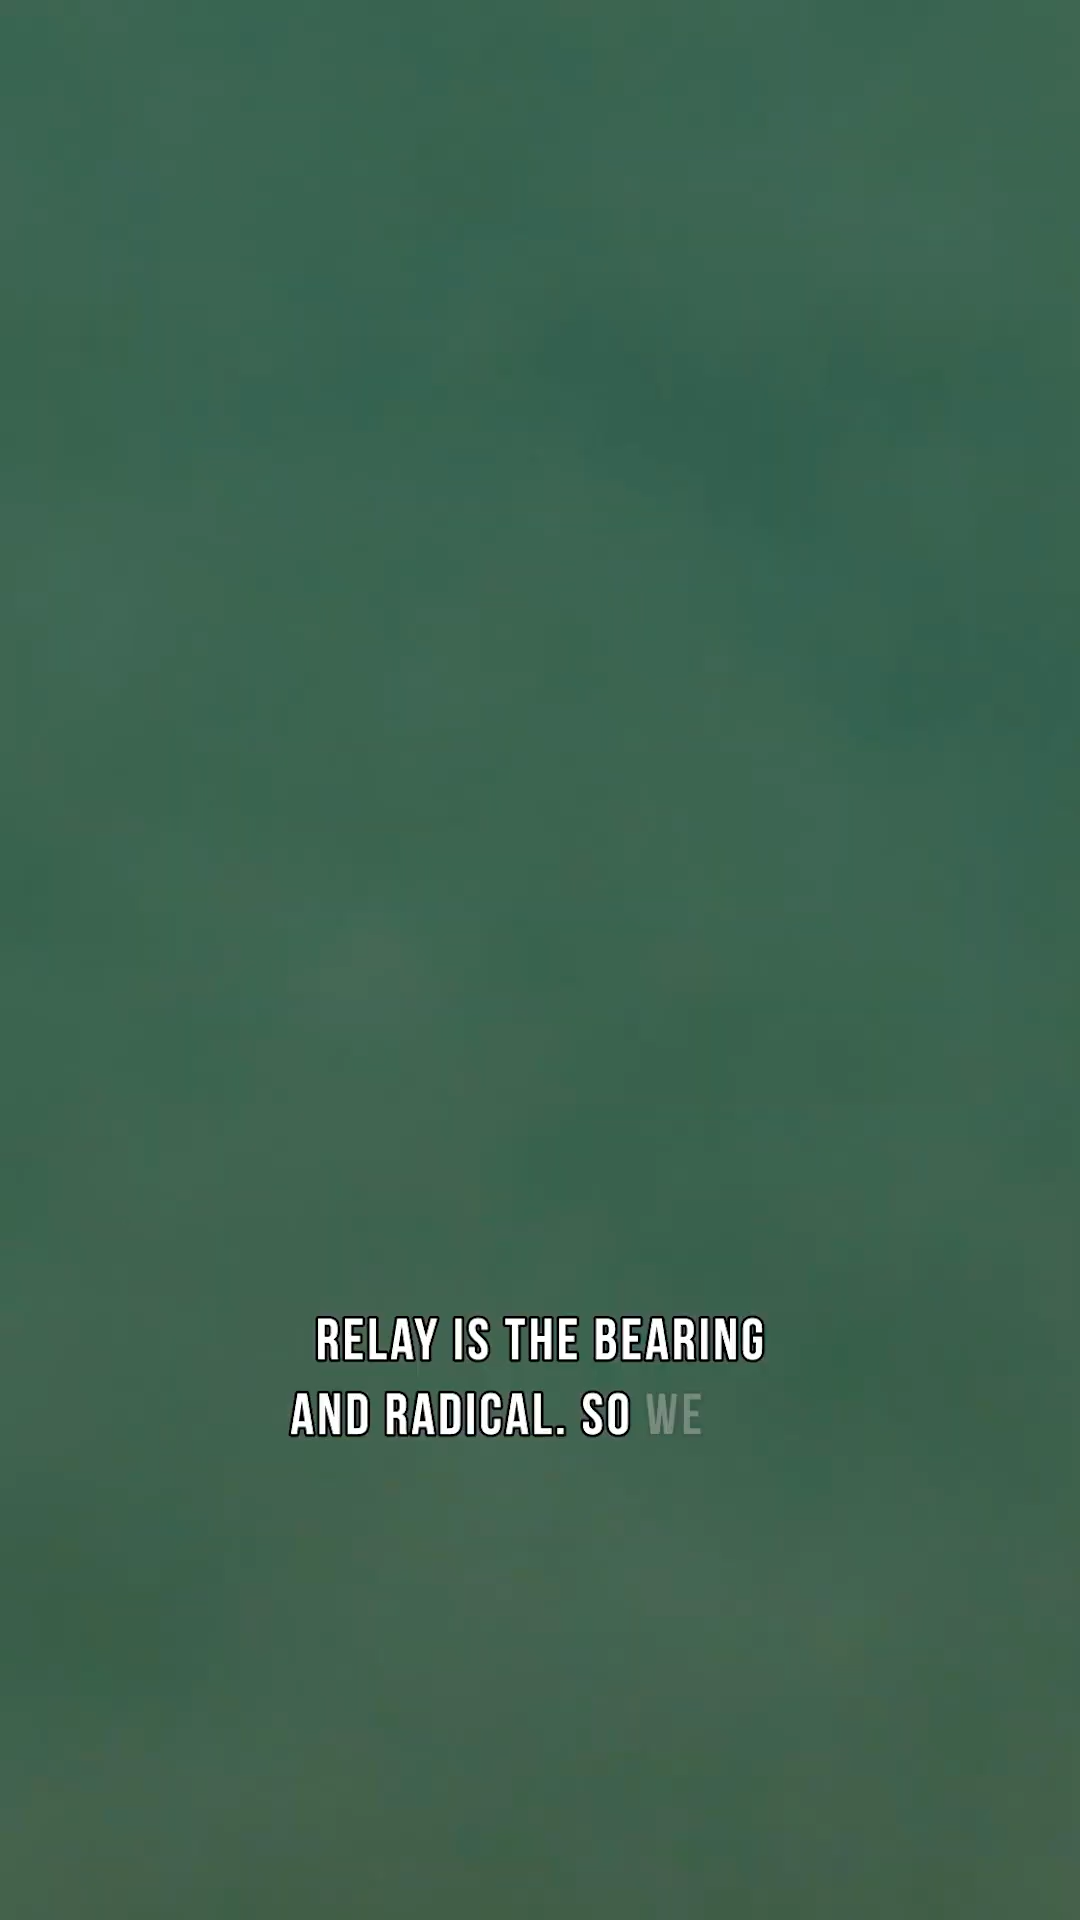 RELAY IS THE BEARING
AND RADICAL. SO WE